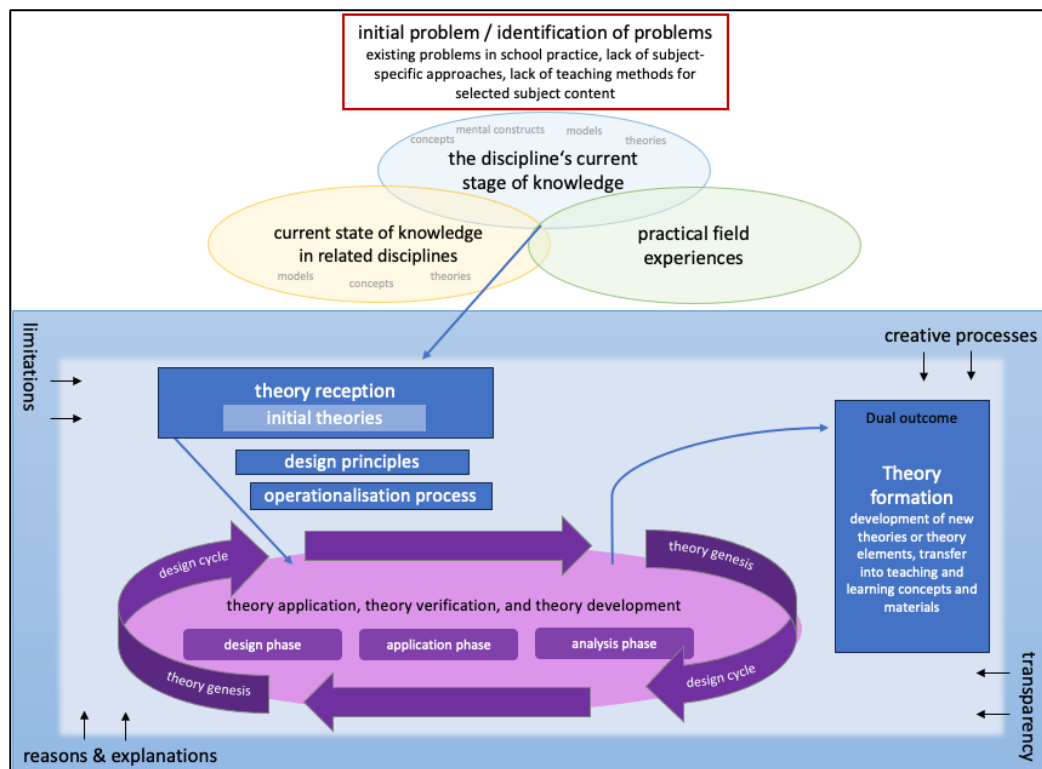 initial problem / identification of problems
existing problems in school practice, lack of subject-
specific approaches, lack of teaching methods for
selected subject content
concepts
mental constructs
models
theories
the discipline‘s current
stage of knowledge
current state of knowledge
in related disciplines
models
concepts
theories
practical field
experiences
limitations
creative processes
theory reception
initial theories
design principles
operationalisation process
Dual outcome
Theory
formation
development of new
theories or theory
elements, transfer
into teaching and
learning concepts and
materials
design cycle
theory genesis
theory application, theory verification, and theory development
design phase
application phase
analysis phase
theory genesis
design cycle
reasons & explanations
transparency